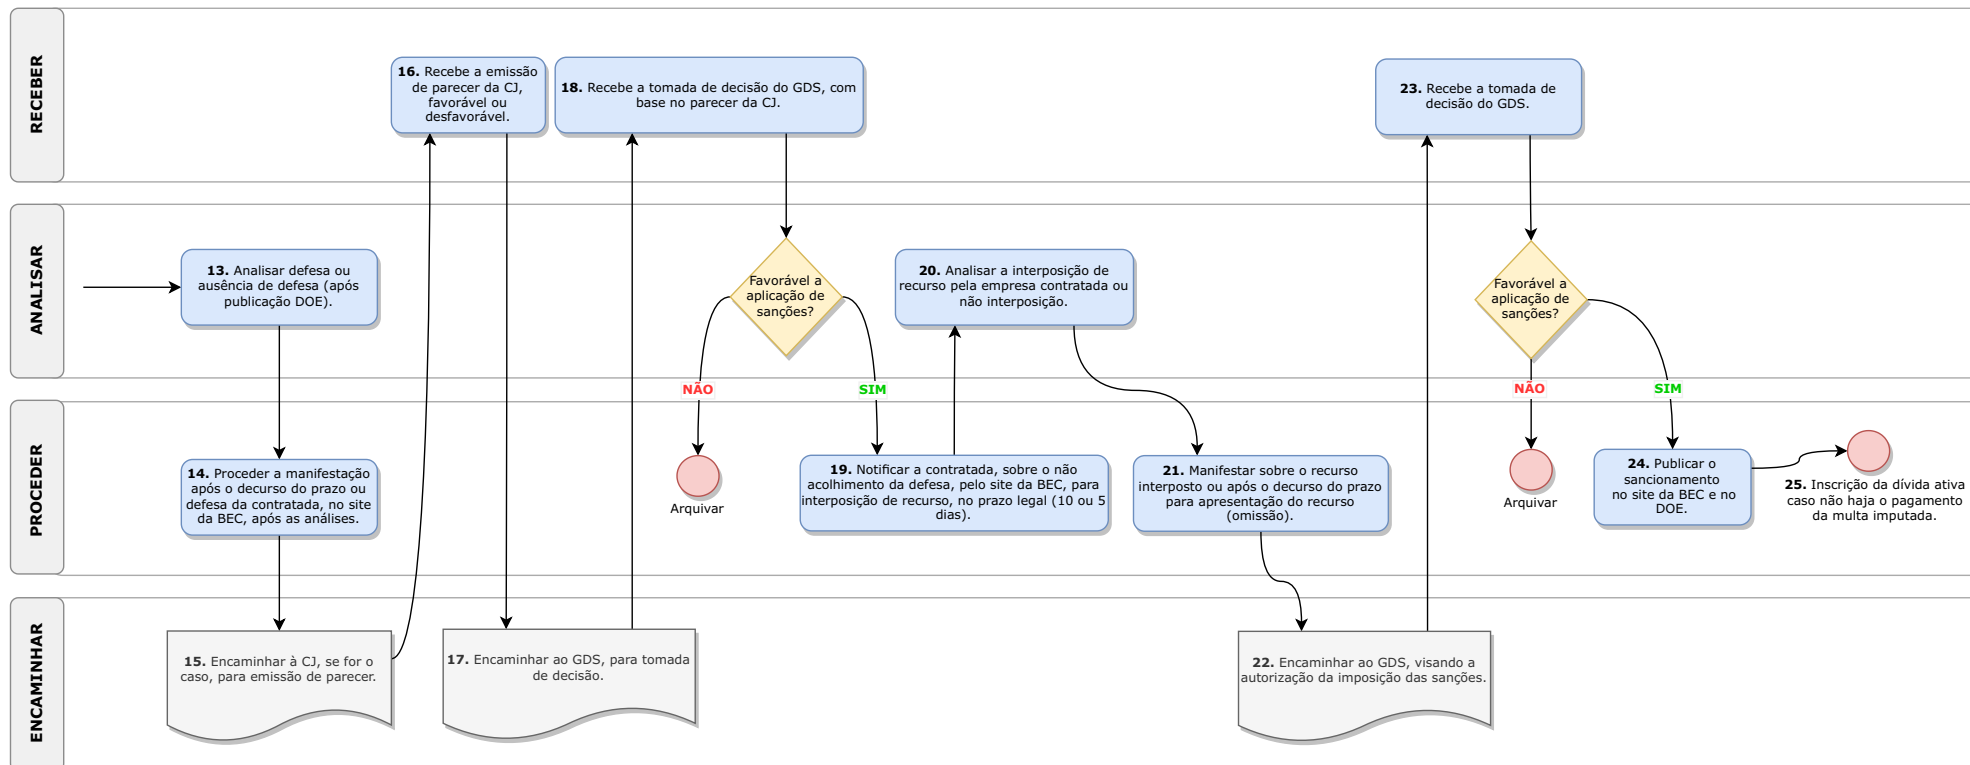 RECEBER
16. Recebe a emissão
de parecer da CJ,
favorável ou
desfavorável.
18. Recebe a tomada de decisão do GDS, com
base no parecer da CJ.
23. Recebe a tomada de
decisão do GDS.
ANALISAR
13. Analisar defesa ou
ausência de defesa (após
publicação DOE).
Favorável a
aplicação de
sanções?
20. Analisar a interposição de
recurso pela empresa contratada ou
não interposição.
Favorável a
aplicação de
sanções?
NÃO
SIM
NÃO
SIM
PROCEDER
14. Proceder a manifestação
após o decurso do prazo ou
defesa da contratada, no site
da BEC, após as análises.
Arquivar
19. Notificar a contratada, sobre o não
acolhimento da defesa, pelo site da BEC, para
interposição de recurso, no prazo legal (10 ou 5
dias).
21. Manifestar sobre o recurso
interposto ou após o decurso do prazo
para apresentação do recurso
(omissão).
Arquivar
24. Publicar o
sancionamento
no site da BEC e no
DOE.
25. Inscrição da dívida ativa
caso não haja o pagamento
da multa imputada.
ENCAMINHAR
15. Encaminhar à CJ, se for o
caso, para emissão de parecer.
17. Encaminhar ao GDS, para tomada
de decisão.
22. Encaminhar ao GDS, visando a
autorização da imposição das sanções.